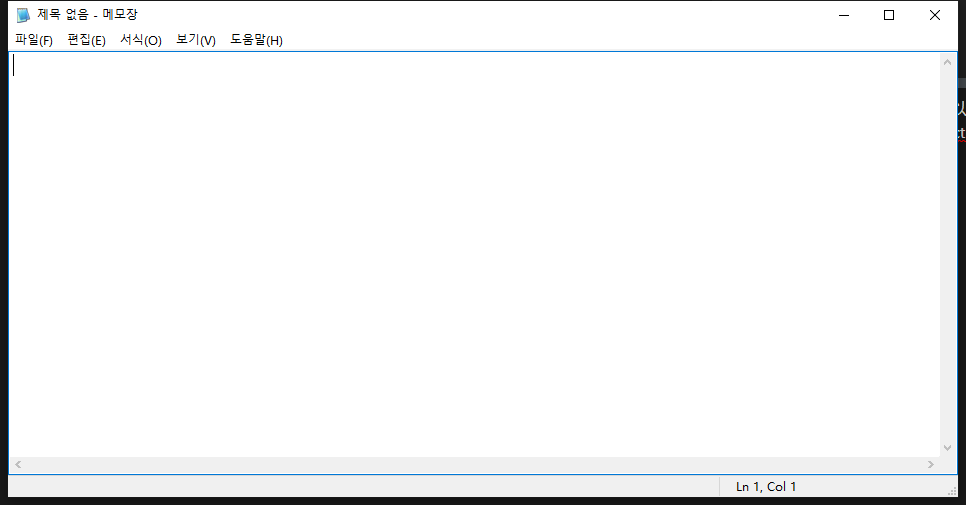 제목 없음 - 메모장
파일(F) 편집(E) 서식(O) 보기(V) 도움말(H)
ct
Ln 1, Col 1